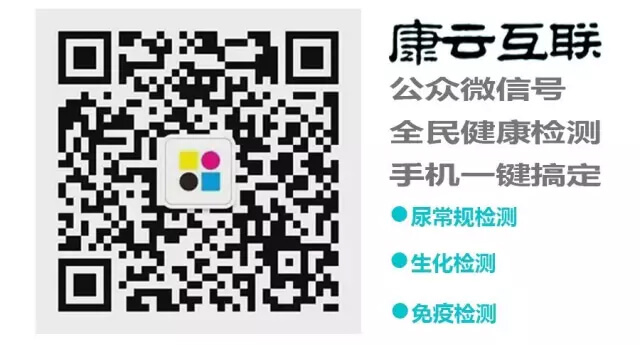 康云互联
公众微信号
全民健康检测
手机一键搞定
尿常规检测
生化检测
免疫检测